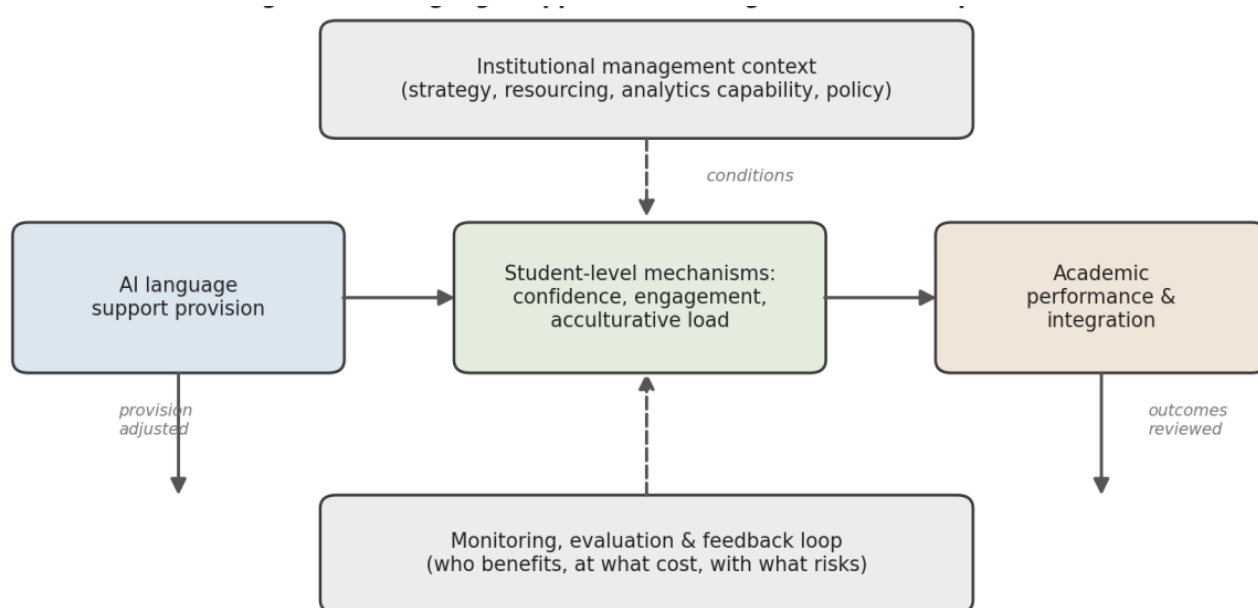 Institutional management context
(strategy, resourcing, analytics capability, policy)
conditions
AI language
support provision
Student-level mechanisms:
confidence, engagement,
acculturative load
Academic
performance &
integration
provision
adjusted
outcomes
reviewed
Monitoring, evaluation & feedback loop
(who benefits, at what cost, with what risks)